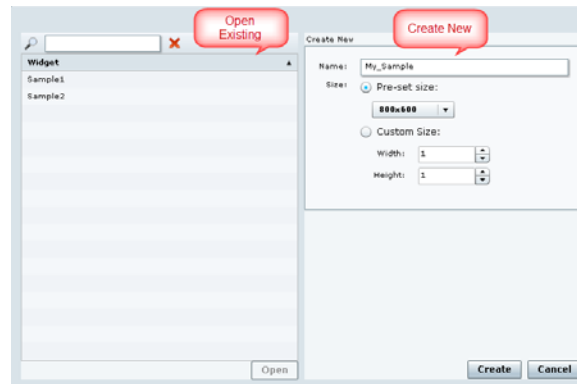 Open
Existing
Widget
Sample1
Sample2
Open
Create New
Create New
Name: My_Sample
Size: Pre-set size:
800x600
Custom Size:
Width: 1
Height: 1
Create Cancel